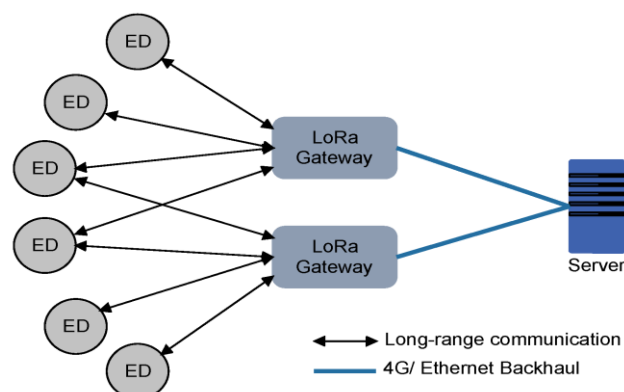 ED
ED
ED
ED
ED
ED
LoRa
Gateway
LoRa
Gateway
Server
Long-range communication
4G/ Ethernet Backhaul